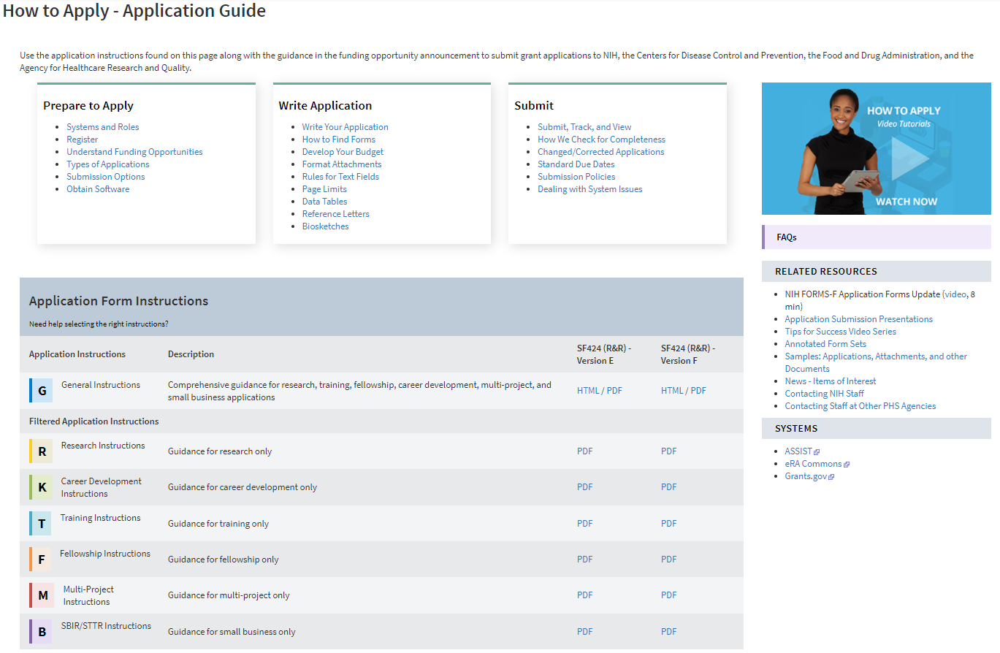 How to Apply - Application Guide
Use the application instructions found on this page along with the guidance in the funding opportunity announcement to submit grant applications to NIH, the Centers for Disease Control and Prevention, the Food and Drug Administration, and the
Agency for Healthcare Research and Quality.
Prepare to Apply
Systems and Roles
Register
Understand Funding Opportunities
Types of Applications
Submission Options
Obtain Software
Write Application
Write Your Application
How to Find Forms
Develop Your Budget
Format Attachments
Rules for Text Fields
Page Limits
Data Tables
Reference Letters
Biosketches
Submit
Submit, Track, and View
How We Check for Completeness
Changed/Corrected Applications
Standard Due Dates
Submission Policies
Dealing with System Issues
HOW TO APPLY
Video Tutorials
WATCH NOW
FAQs
RELATED RESOURCES
NIH FORMS-F Application Forms Update (video, 8
min)
Application Submission Presentations
Tips for Success Video Series
Annotated Form Sets
Samples: Applications, Attachments, and other
Documents
News - Items of Interest
Contacting NIH Staff
Contacting Staff at Other PHS Agencies
SYSTEMS
ASSIST
eRA Commons
Grants.gov
Application Form Instructions
Need help selecting the right instructions?
Application Instructions Description SF424 (R&R) - Version E SF424 (R&R) - Version F
G General Instructions Comprehensive guidance for research, training, fellowship, career development, multi-project, and
small business applications HTML / PDF HTML / PDF
Filtered Application Instructions
R Research Instructions Guidance for research only PDF PDF
K Career Development
Instructions Guidance for career development only PDF PDF
T Training Instructions Guidance for training only PDF PDF
F Fellowship Instructions Guidance for fellowship only PDF PDF
M Multi-Project
Instructions Guidance for multi-project only PDF PDF
B SBIR/STTR Instructions Guidance for small business only PDF PDF